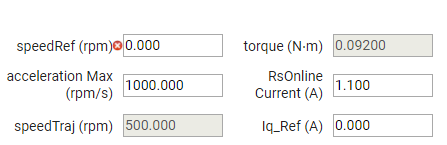 speedRef (rpm) 0.000 torque (N·m) 0.09200
acceleration Max (rpm/s) 1000.000 RsOnline Current (A) 1.100
speedTraj (rpm) 500.000 Iq_Ref (A) 0.000